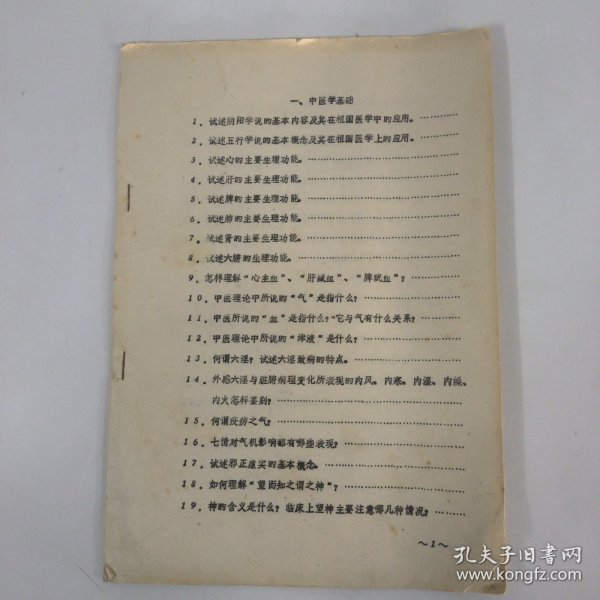 一、中医学基础
1．试述阴阳学说的基本内容及其在祖国医学中的应用。…………
2．试述五行学说的基本概念及其在祖国医学上的应用。…………
3．试述心的主要生理功能。…………
4．试述肝的主要生理功能。…………
5．试述脾的主要生理功能。…………
6．试述肺的主要生理功能。…………
7．试述肾的主要生理功能。…………
8．试述六腑的生理功能。…………
9．怎样理解“心主血”、“肝藏血”、“脾统血”？…………
10．中医理论中所说的“气”是指什么？…………
11．中医所说的“血”是指什么？它与气有什么关系？…………
12．中医理论中所说的“津液”是什么？…………
13．何谓六淫？试述六淫致病的特点。…………
14．外感六淫与脏腑病理变化所表现的内风、内寒、内湿、内燥、
内火怎样鉴别？…………
15．何谓疫疠之气？…………
16．七情对气机影响都有哪些表现？…………
17．试述邪正虚实的基本概念。…………
18．如何理解“望而知之谓之神”？…………
19．神的含义是什么？临床上望神主要注意哪几种情况？…………
～1～
孔夫子旧书网
www.kongfz.com